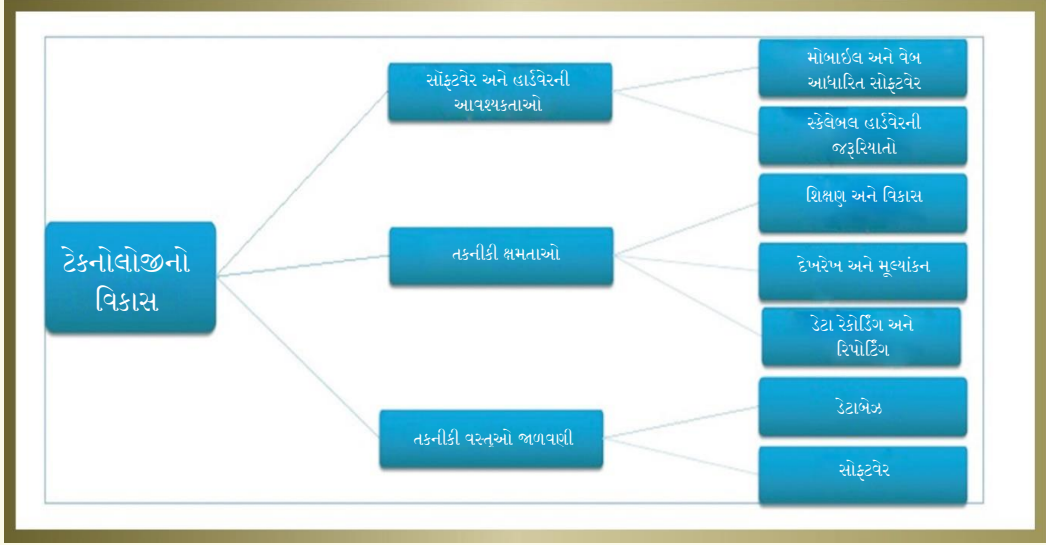 ટેકનોલોજીનો
વિકાસ
સૉફ્ટવેર અને હાર્ડવેરની
આવશ્યકતાઓ
મોબાઇલ અને વેબ
આધારિત સોફ્ટવેર
સ્કેલેબલ હાર્ડવેરની
જરૂરિયાતો
તકનીકી ક્ષમતાઓ
શિક્ષણ અને વિકાસ
દેખરેખ અને મૂલ્યાંકન
ડેટા રેકોર્ડિંગ અને
રિપોર્ટિંગ
તકનીકી વસ્તુઓ જાળવણી
ડેટાબેઝ
સોફ્ટવેર